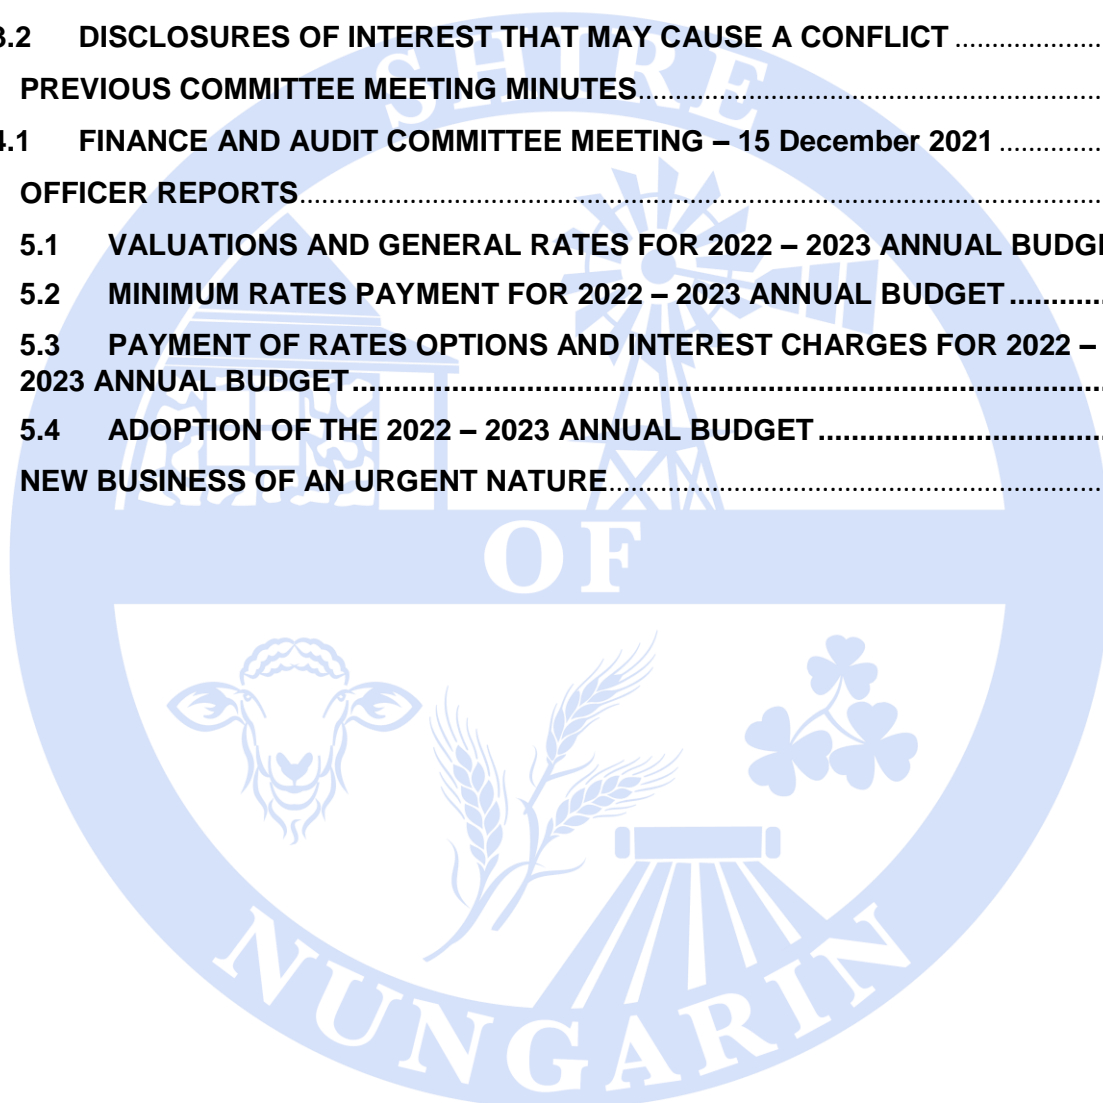 3.2 DISCLOSURES OF INTEREST THAT MAY CAUSE A CONFLICT
PREVIOUS COMMITTEE MEETING MINUTES
4.1 FINANCE AND AUDIT COMMITTEE MEETING – 15 December 2021
OFFICER REPORTS
5.1 VALUATIONS AND GENERAL RATES FOR 2022 – 2023 ANNUAL
5.2 MINIMUM RATES PAYMENT FOR 2022 – 2023 ANNUAL BUDGET
5.3 PAYMENT OF RATES OPTIONS AND INTEREST CHARGES FOR 2022 –
2023 ANNUAL BUDGET
5.4 ADOPTION OF THE 2022 – 2023 ANNUAL BUDGET
NEW BUSINESS OF AN URGENT NATURE
SHIRE
OF
NUNGARIN